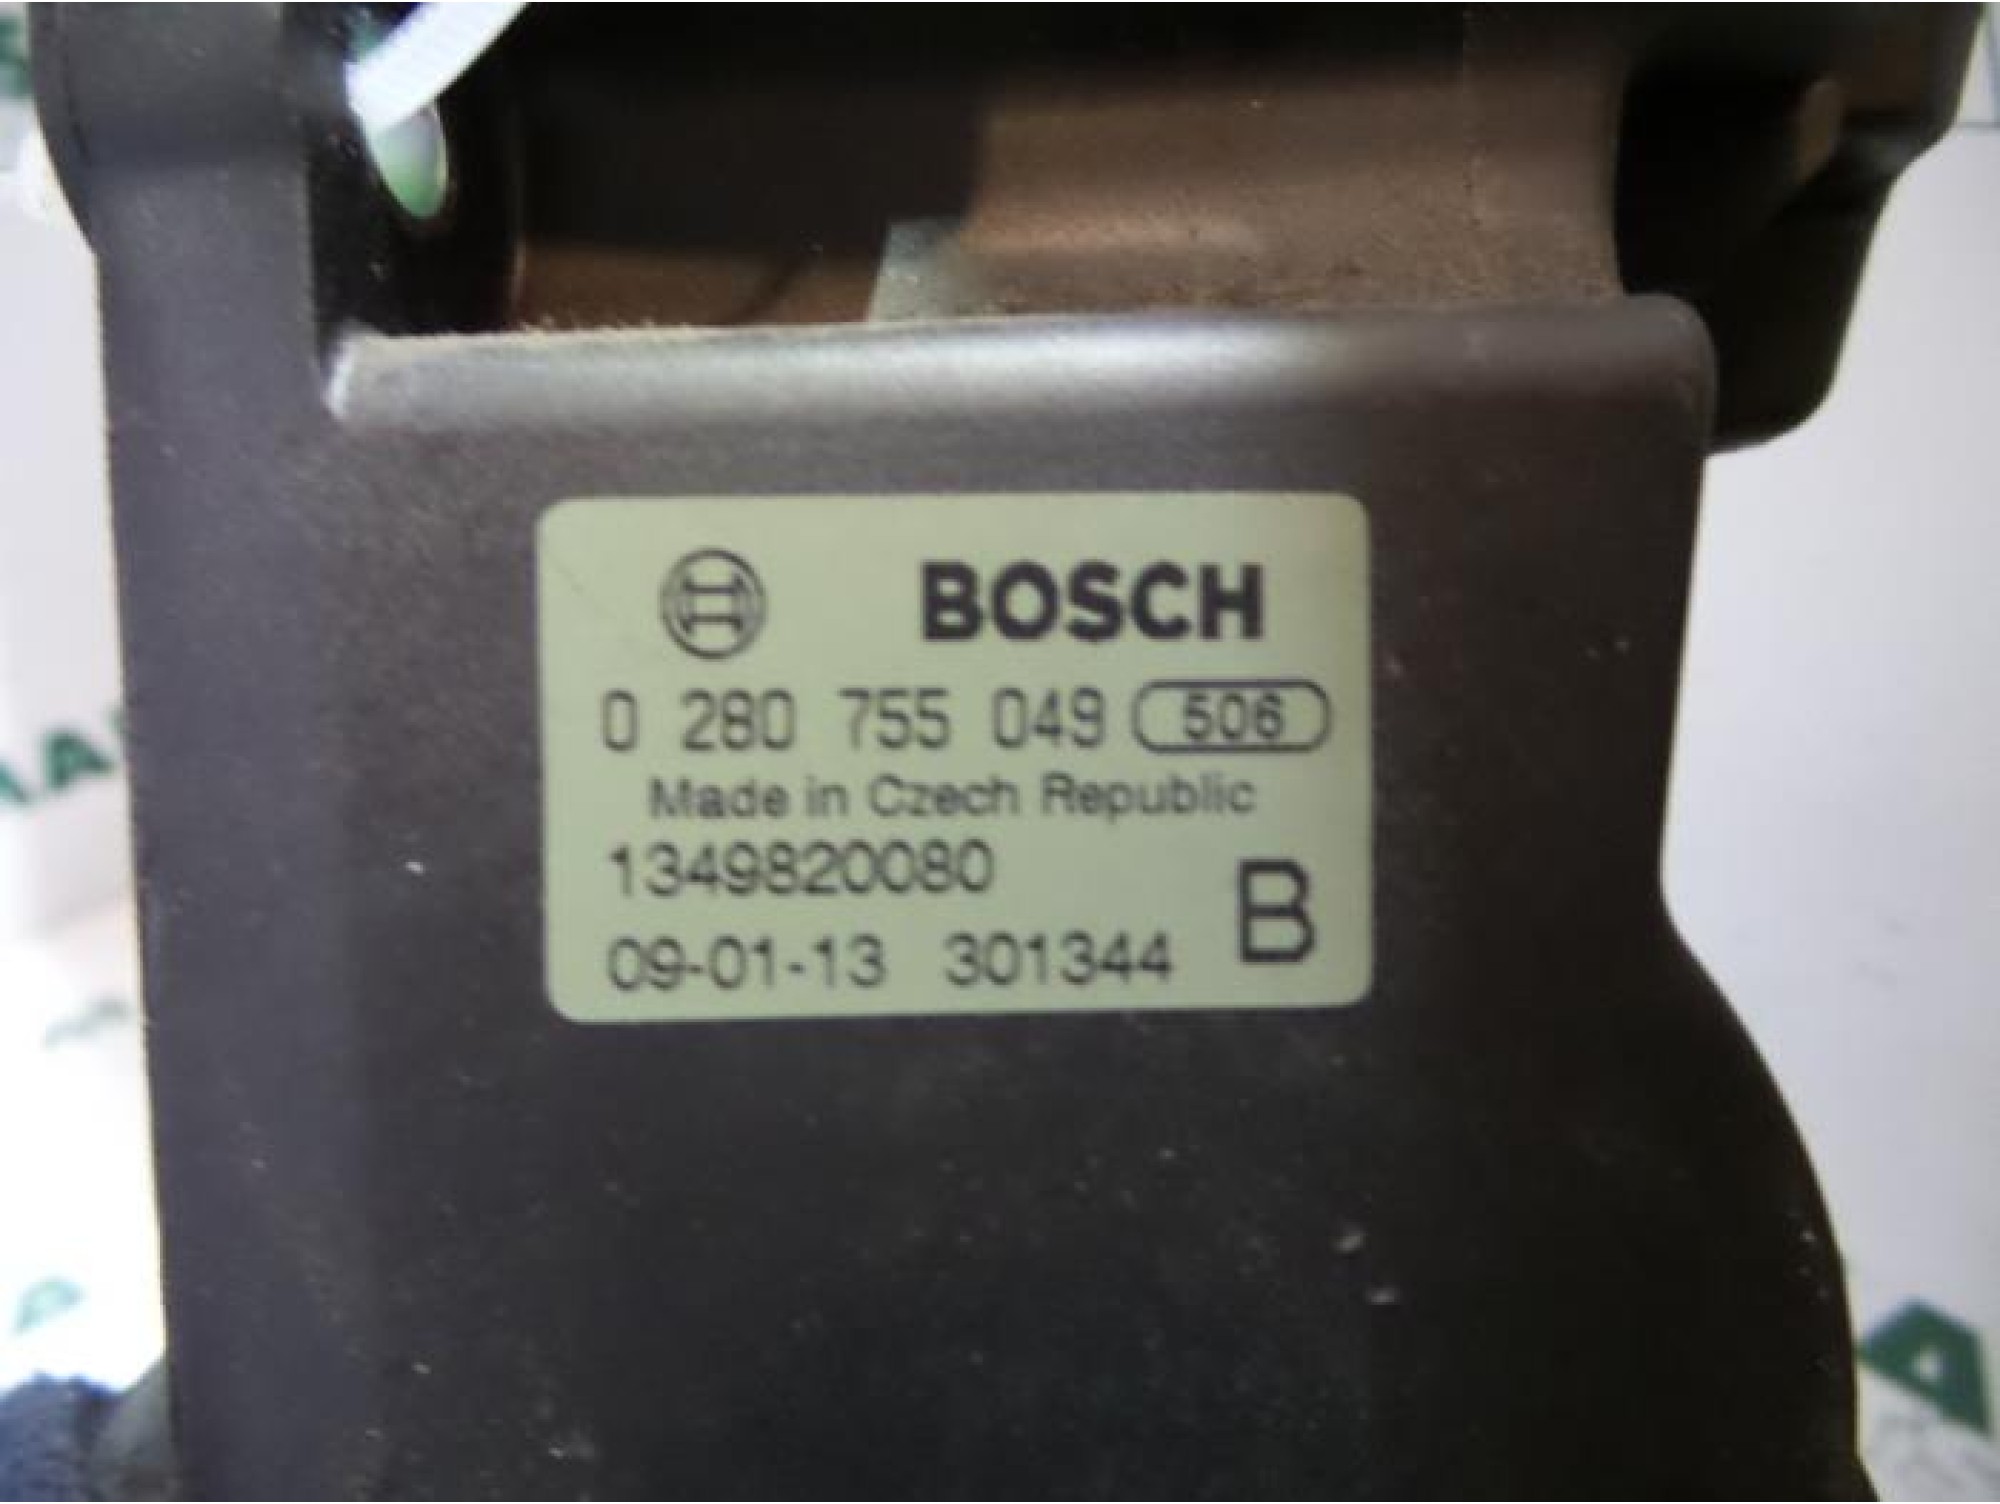 BOSCH
0 280 755 049 506
Made in Czech Republic
1349820080
B
09-01-13 301344